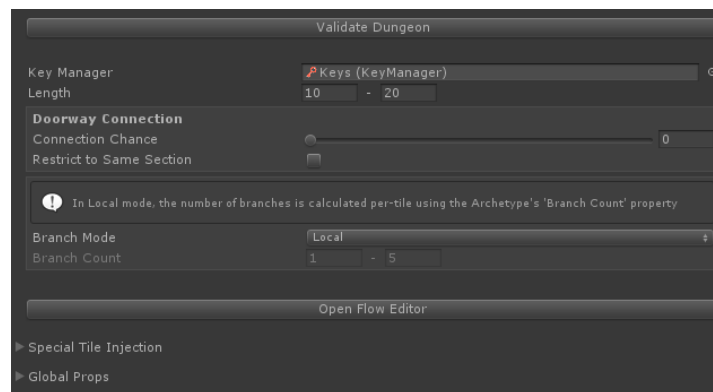 Validate Dungeon
Key Manager Keys (KeyManager)
Length 10 - 20
Doorway Connection
Connection Chance 0
Restrict to Same Section
In Local mode, the number of branches is calculated per-tile using the Archetype's 'Branch Count' property
Branch Mode Local
Branch Count 1 - 5
Open Flow Editor
Special Tile Injection
Global Props